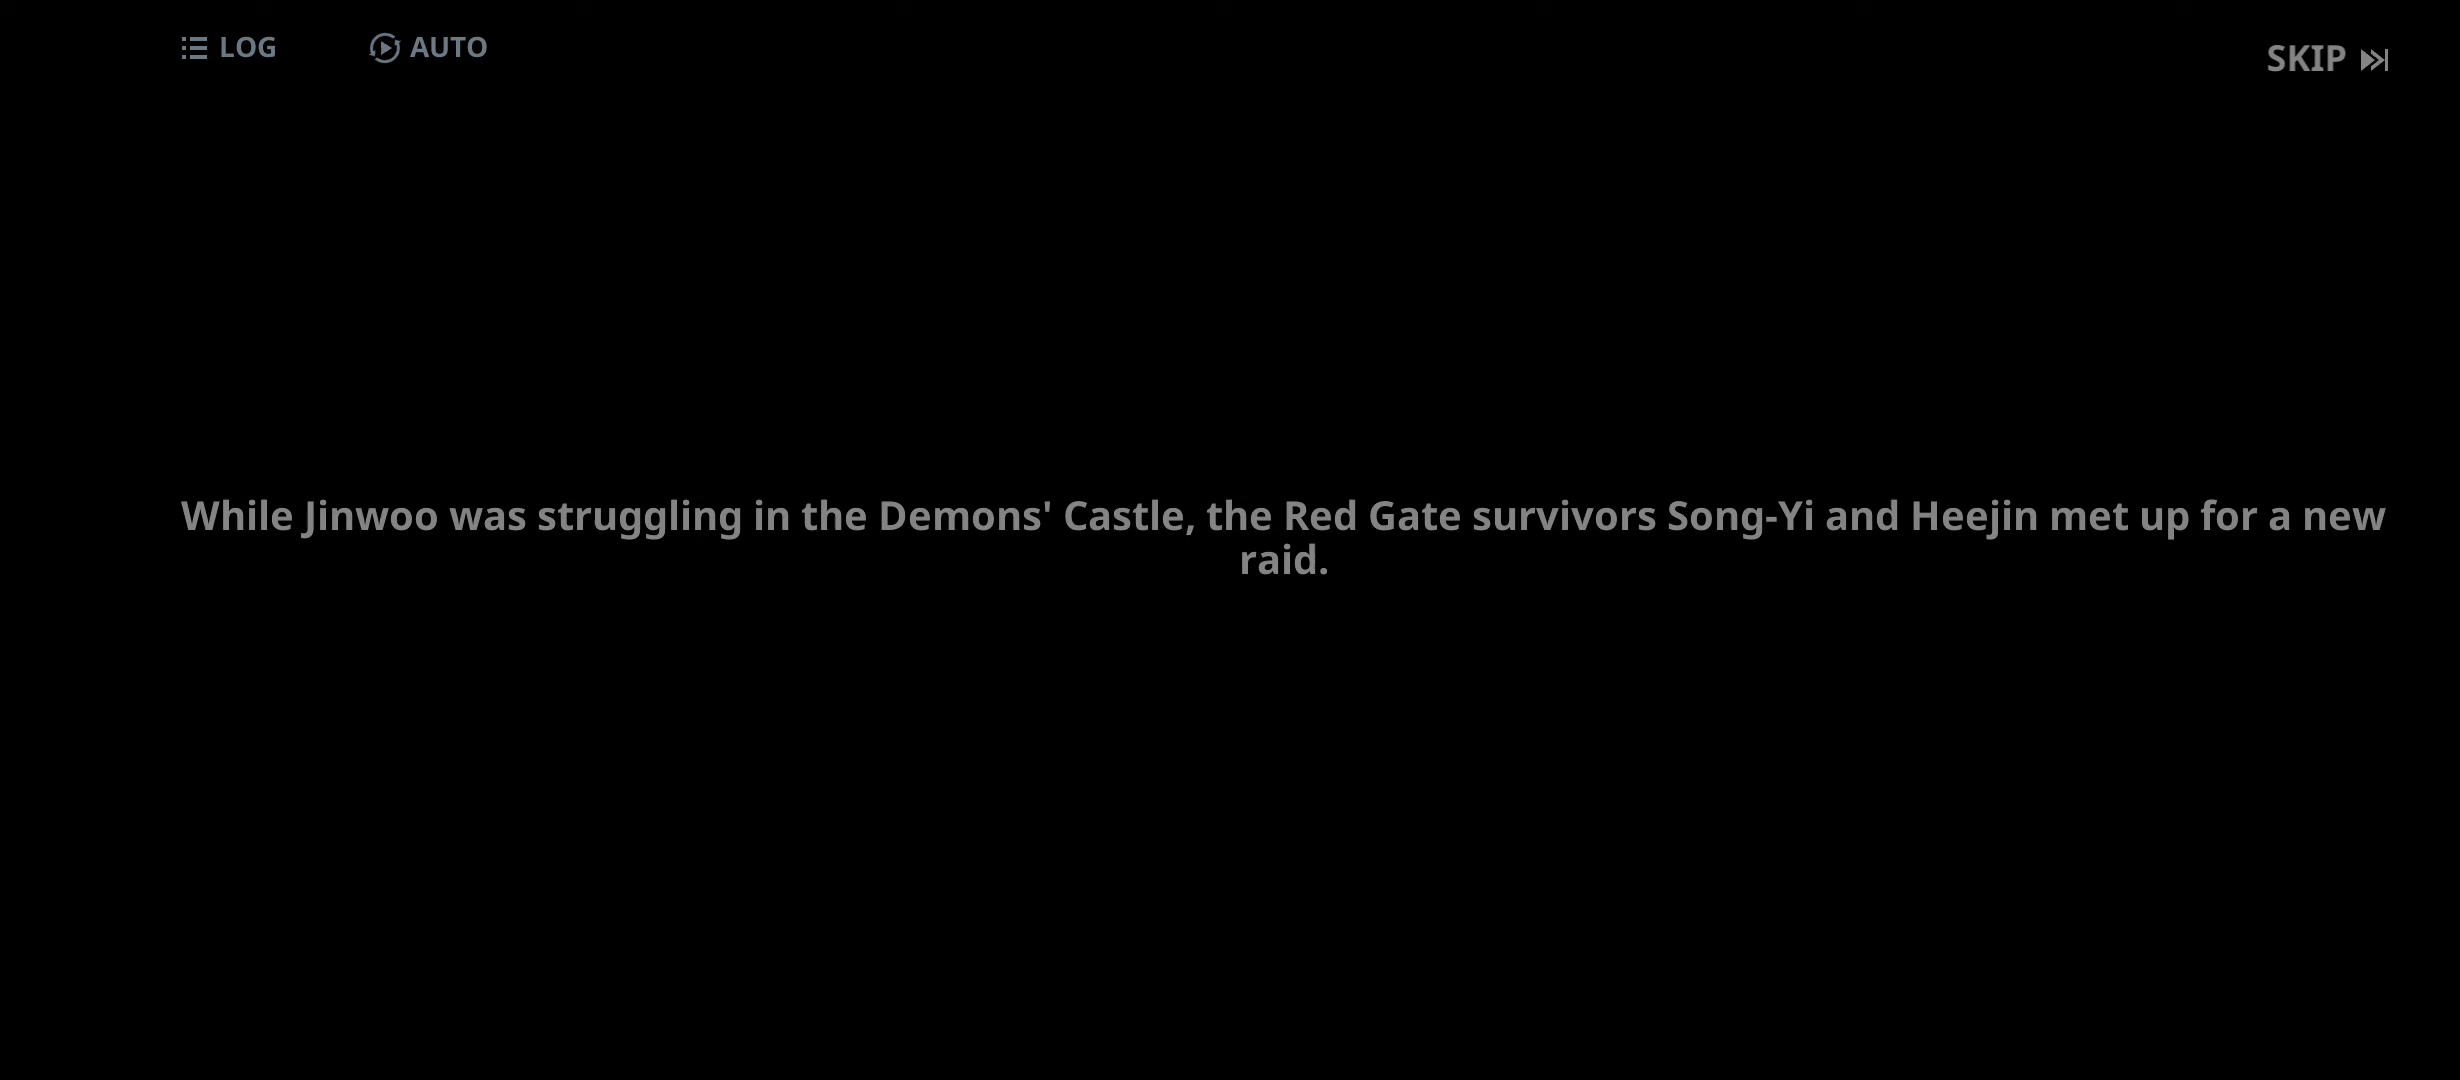 LOG
AUTO
SKIP
While Jinwoo was struggling in the Demons' Castle, the Red Gate survivors Song-Yi and Heejin met up for a new
raid.